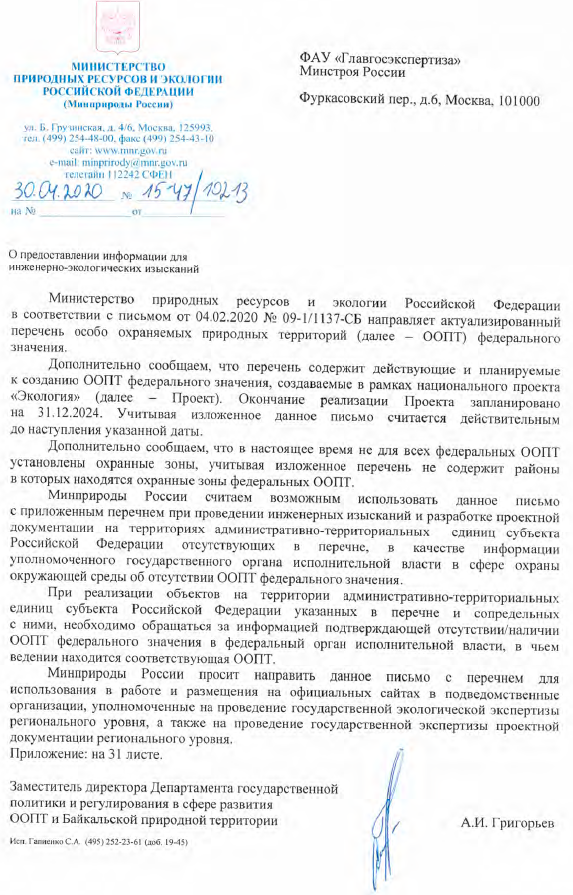 МИНИСТЕРСТВО
ПРИРОДНЫХ РЕСУРСОВ И ЭКОЛОГИИ
РОССИЙСКОЙ ФЕДЕРАЦИИ
(Минприроды России)
ул. Б. Грузинская, д. 4/6, Москва, 125993,
тел. (499) 254-48-00, факс (499) 254-43-10
сайт: www.mnr.gov.ru
e-mail: minprirody@mnr.gov.ru
телетайп 112242 СФЕН
30.04.2020 № 15-47/10213
на № от
ФАУ «Главгосэкспертиза»
Минстроя России
Фуркасовский пер., д.6, Москва, 101000
О предоставлении информации для
инженерно-экологических изысканий
Министерство природных ресурсов и экологии Российской Федерации
в соответствии с письмом от 04.02.2020 № 09-1/1137-СБ направляет актуализированный
перечень особо охраняемых природных территорий (далее – ООПТ) федерального
значения.
Дополнительно сообщаем, что перечень содержит действующие и планируемые
к созданию ООПТ федерального значения, создаваемые в рамках национального проекта
«Экология» (далее – Проект). Окончание реализации Проекта запланировано
на 31.12.2024. Учитывая изложенное данное письмо считается действительным
до наступления указанной даты.
Дополнительно сообщаем, что в настоящее время не для всех федеральных ООПТ
установлены охранные зоны, учитывая изложенное перечень не содержит районы
в которых находятся охранные зоны федеральных ООПТ.
Минприроды России считаем возможным использовать данное письмо
с приложенным перечнем при проведении инженерных изысканий и разработке проектной
документации на территориях административно-территориальных единиц субъекта
Российской Федерации отсутствующих в перечне, в качестве информации
уполномоченного государственного органа исполнительной власти в сфере охраны
окружающей среды об отсутствии ООПТ федерального значения.
При реализации объектов на территории административно-территориальных
единиц субъекта Российской Федерации указанных в перечне и сопредельных
с ними, необходимо обращаться за информацией подтверждающей отсутствии/наличии
ООПТ федерального значения в федеральный орган исполнительной власти, в чьем
ведении находится соответствующая ООПТ.
Минприроды России просит направить данное письмо с перечнем для
использования в работе и размещения на официальных сайтах в подведомственные
организации, уполномоченные на проведение государственной экологической экспертизы
регионального уровня, а также на проведение государственной экспертизы проектной
документации регионального уровня.
Приложение: на 31 листе.
Заместитель директора Департамента государственной
политики и регулирования в сфере развития
ООПТ и Байкальской природной территории
А.И. Григорьев
Исп. Гапиенко С.А. (495) 252-23-61 (доб. 19-45)